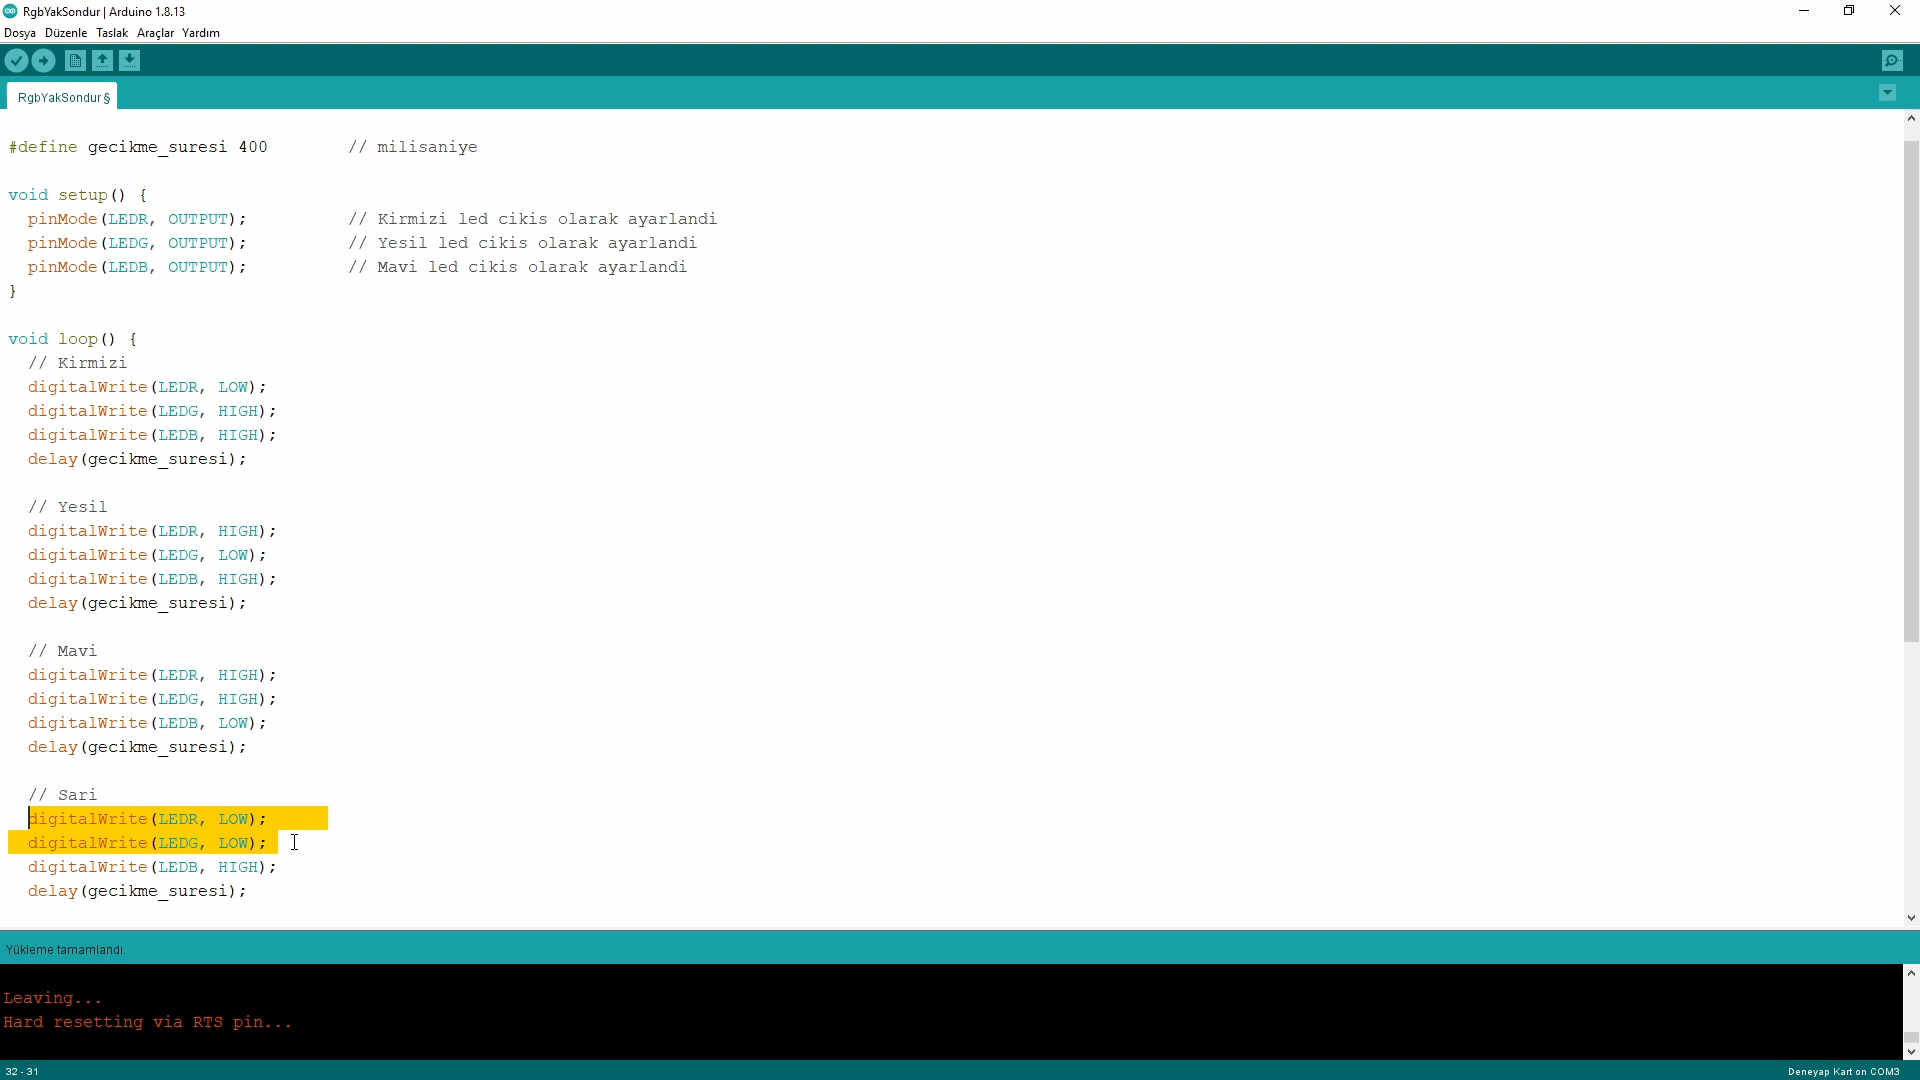 RgbYakSondur | Arduino 1.8.13
Dosya Düzenle Taslak Araçlar Yardım
RgbYakSondur §
#define gecikme_suresi 400 // milisaniye
void setup() {
pinMode(LEDR, OUTPUT); // Kirmizi led cikis olarak ayarlandi
pinMode(LEDG, OUTPUT); // Yesil led cikis olarak ayarlandi
pinMode(LEDB, OUTPUT); // Mavi led cikis olarak ayarlandi
}
void loop() {
// Kirmizi
digitalWrite(LEDR, LOW);
digitalWrite(LEDG, HIGH);
digitalWrite(LEDB, HIGH);
delay(gecikme_suresi);
// Yesil
digitalWrite(LEDR, HIGH);
digitalWrite(LEDG, LOW);
digitalWrite(LEDB, HIGH);
delay(gecikme_suresi);
// Mavi
digitalWrite(LEDR, HIGH);
digitalWrite(LEDG, HIGH);
digitalWrite(LEDB, LOW);
delay(gecikme_suresi);
// Sari
digitalWrite(LEDR, LOW);
digitalWrite(LEDG, LOW);
digitalWrite(LEDB, HIGH);
delay(gecikme_suresi);
Yükleme tamamlandı.
Leaving...
Hard resetting via RTS pin...
32 - 31
Deneyap Kart on COM3